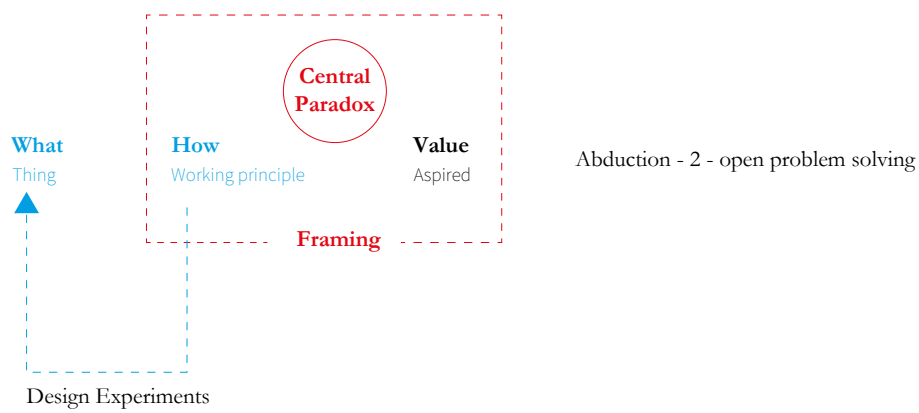 Central
Paradox
What
How
Value
Thing
Working principle
Aspired
Abduction - 2 - open problem solving
Framing
Design Experiments